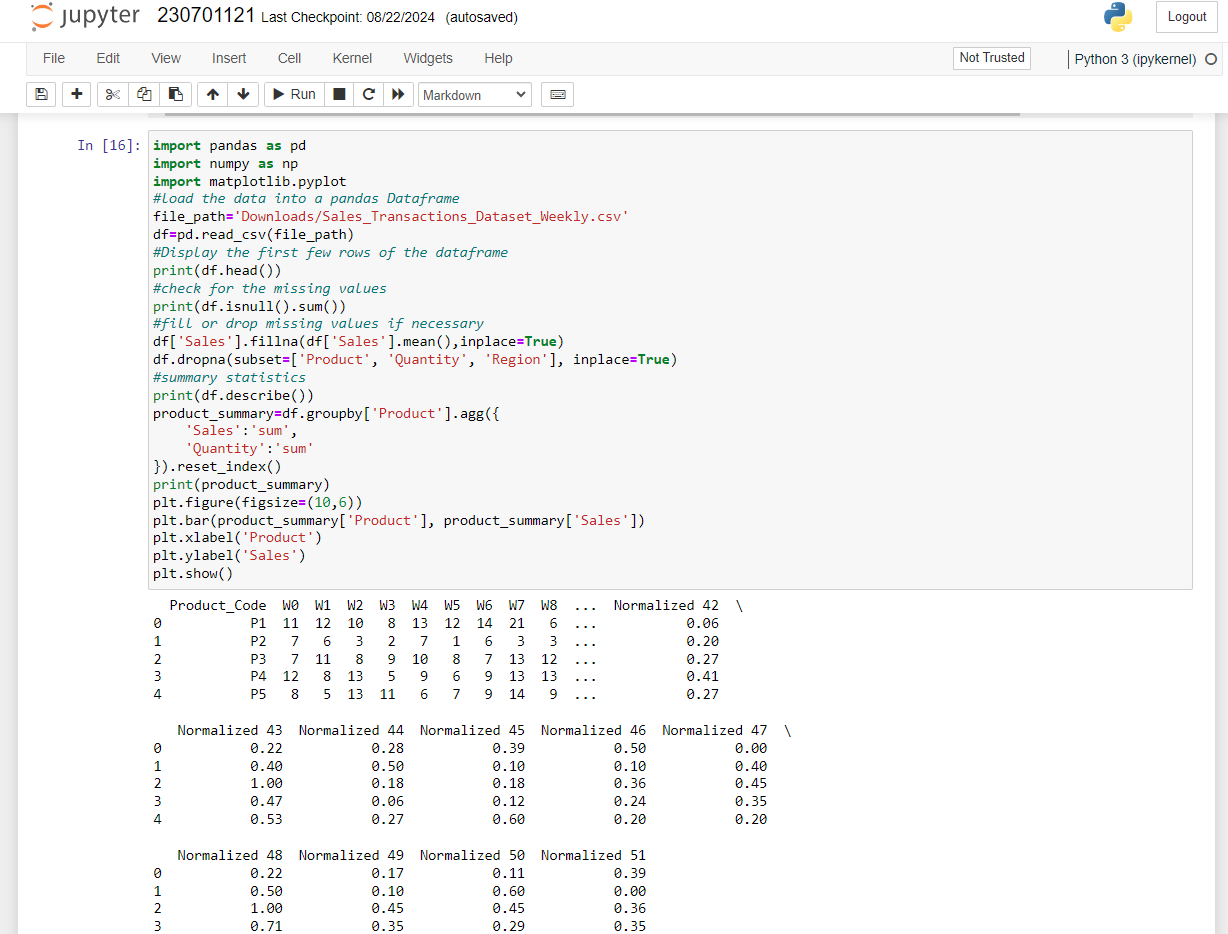 jupyter 230701121 Last Checkpoint: 08/22/2024 (autosaved)
Logout
File Edit View Insert Cell Kernel Widgets Help
Not Trusted
Python 3 (ipykernel)
Run
Markdown
In [16]:
import pandas as pd
import numpy as np
import matplotlib.pyplot
#load the data into a pandas Dataframe
file_path='Downloads/Sales_Transactions_Dataset_Weekly.csv'
df=pd.read_csv(file_path)
#Display the first few rows of the dataframe
print(df.head())
#check for the missing values
print(df.isnull().sum())
#fill or drop missing values if necessary
df['Sales'].fillna(df['Sales'].mean(),inplace=True)
df.dropna(subset=['Product', 'Quantity', 'Region'], inplace=True)
#summary statistics
print(df.describe())
product_summary=df.groupby['Product'].agg({
    'Sales':'sum',
    'Quantity':'sum'
}).reset_index()
print(product_summary)
plt.figure(figsize=(10,6))
plt.bar(product_summary['Product'], product_summary['Sales'])
plt.xlabel('Product')
plt.ylabel('Sales')
plt.show()
  Product_Code  W0  W1  W2  W3  W4  W5  W6  W7  W8  ...  Normalized 42  \
0           P1  11  12  10   8  13  12  14  21   6  ...           0.06
1           P2   7   6   3   2   7   1   6   3   3  ...           0.20
2           P3   7  11   8   9  10   8   7  13  12  ...           0.27
3           P4  12   8  13   5   9   6   9  13  13  ...           0.41
4           P5   8   5  13  11   6   7   9  14   9  ...           0.27
   Normalized 43  Normalized 44  Normalized 45  Normalized 46  Normalized 47  \
0           0.22           0.28           0.39           0.50           0.00
1           0.40           0.50           0.10           0.10           0.40
2           1.00           0.18           0.18           0.36           0.45
3           0.47           0.06           0.12           0.24           0.35
4           0.53           0.27           0.60           0.20           0.20
   Normalized 48  Normalized 49  Normalized 50  Normalized 51
0           0.22           0.17           0.11           0.39
1           0.50           0.10           0.60           0.00
2           1.00           0.45           0.45           0.36
3           0.71           0.35           0.29           0.35